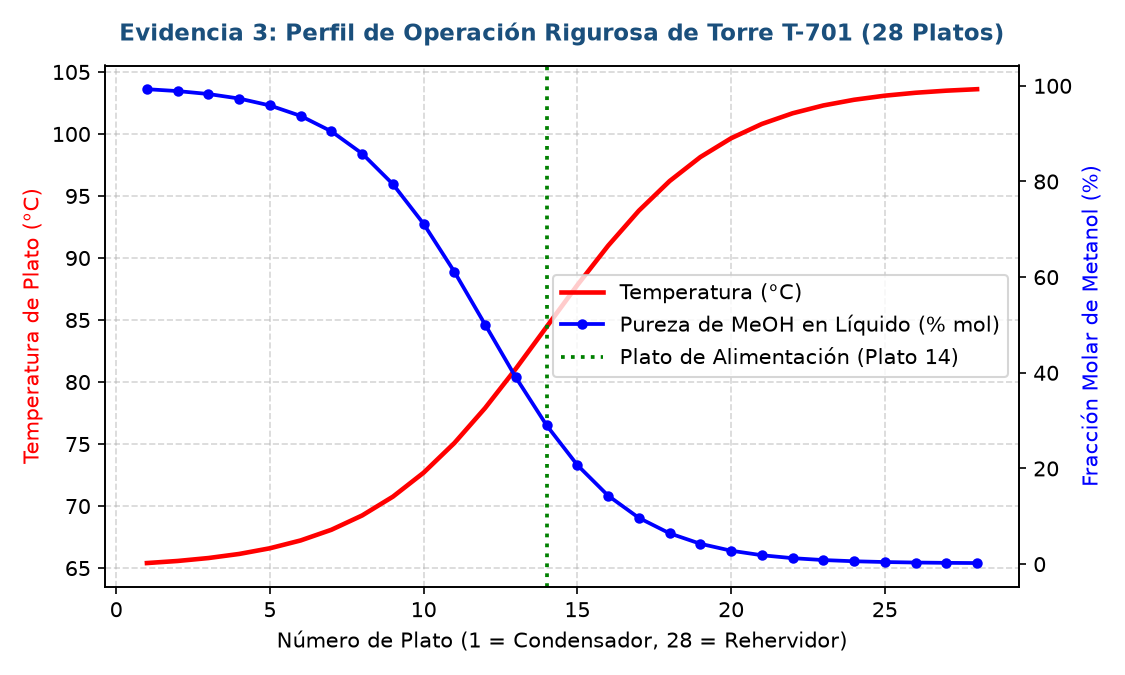 Evidencia 3: Perfil de Operación Rigurosa de Torre T-701 (28 Platos)
Temperatura de Plato (°C)
105
100
95
90
85
80
75
70
65
Temperatura (°C)
Pureza de MeOH en Líquido (% mol)
Plato de Alimentación (Plato 14)
100
80
60
40
20
0
Fracción Molar de Metanol (%)
0 5 10 15 20 25
Número de Plato (1 = Condensador, 28 = Rehervidor)